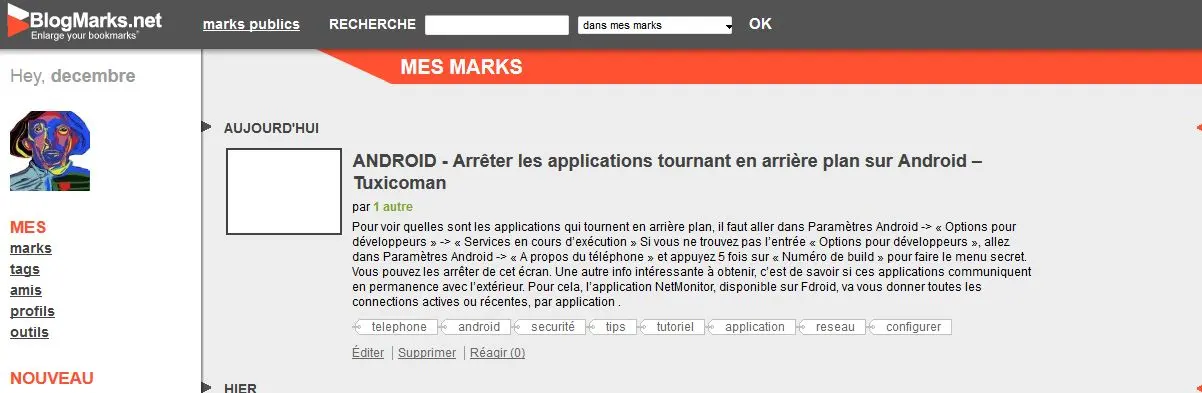 BlogMarks.net
Enlarge your bookmarks°
marks publics
RECHERCHE
dans mes marks
OK
Hey, decembre
MES MARKS
AUJOURD'HUI
ANDROID - Arrêter les applications tournant en arrière plan sur Android –
Tuxicoman
par 1 autre
Pour voir quelles sont les applications qui tournent en arrière plan, il faut aller dans Paramètres Android -> « Options pour
développeurs » -> « Services en cours d’exécution » Si vous ne trouvez pas l’entrée « Options pour développeurs », allez
dans Paramètres Android -> « A propos du téléphone » et appuyez 5 fois sur « Numéro de build » pour faire le menu secret.
Vous pouvez les arrêter de cet écran. Une autre info intéressante à obtenir, c’est de savoir si ces applications communiquent
en permanence avec l’extérieur. Pour cela, l’application NetMonitor, disponible sur Fdroid, va vous donner toutes les
connections actives ou récentes, par application .
telephone android securité tips tutoriel application reseau configurer
Éditer Supprimer Réagir (0)
MES
marks
tags
amis
profils
outils
NOUVEAU
HIER